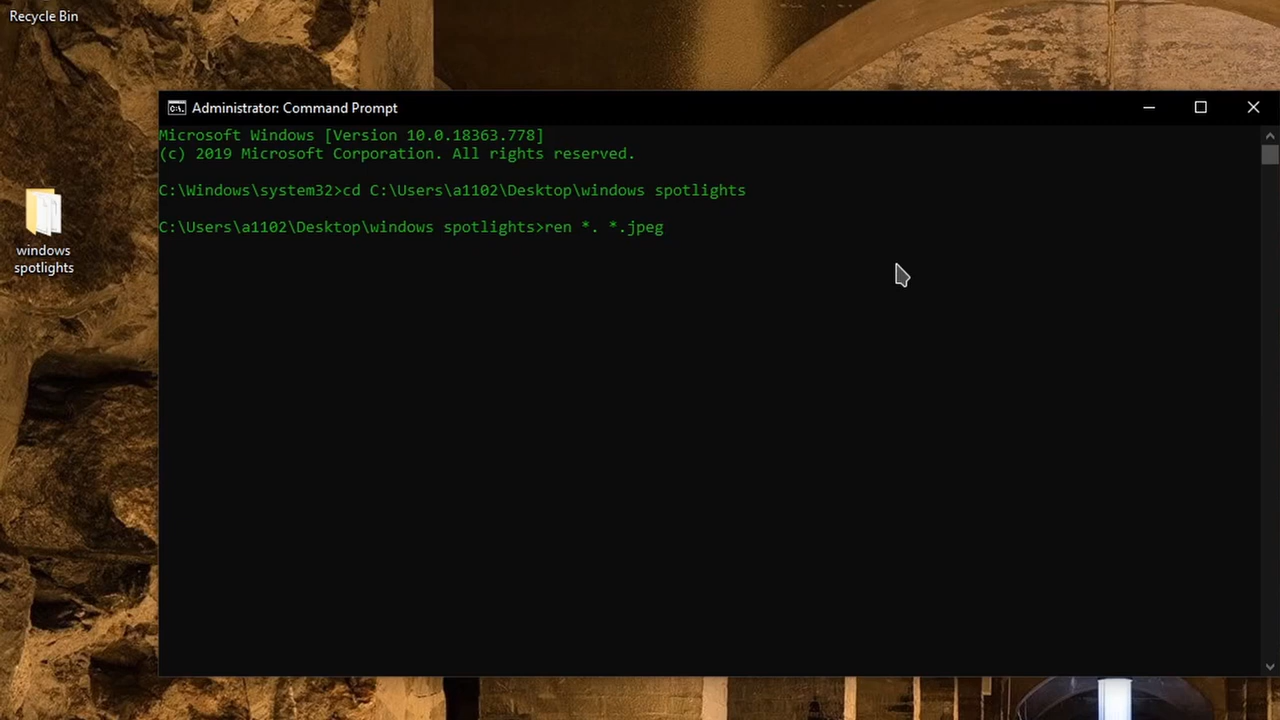 Recycle Bin
Administrator: Command Prompt
Microsoft Windows [Version 10.0.18363.778]
(c) 2019 Microsoft Corporation. All rights reserved.
C:\Windows\system32>cd C:\Users\a1102\Desktop\windows spotlights
C:\Users\a1102\Desktop\windows spotlights>ren *. *.jpeg
windows
spotlights